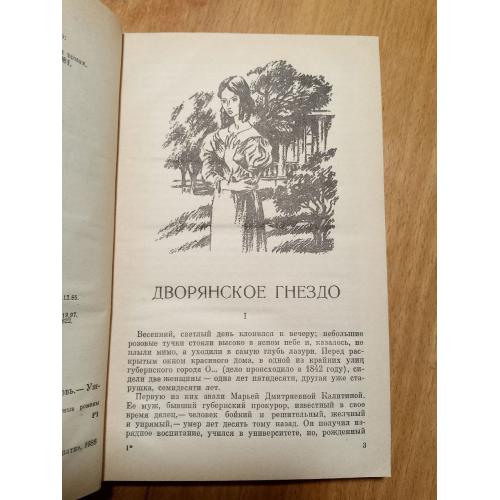 ДВОРЯНСКОЕ ГНЕЗДО
I
Весенний, светлый день клонился к вечеру; небольшие
розовые тучки стояли высоко в ясном небе и, казалось, не
плыли мимо, а уходили в самую глубь лазури. Перед рас-
крытым окном красивого дома, в одной из крайних улиц
губернского города О... (дело происходило в 1842 году), си-
дели две женщины — одна лет пятидесяти, другая уже ста-
рушка, семидесяти лет.
Первую из них звали Марьей Дмитриевной Калитиной.
Ее муж, бывший губернский прокурор, известный в свое
время делец,— человек бойкий и решительный, желчный
и упрямый,— умер лет десять тому назад. Он получил из-
рядное воспитание, учился в университете, но, рожденный
1*
3